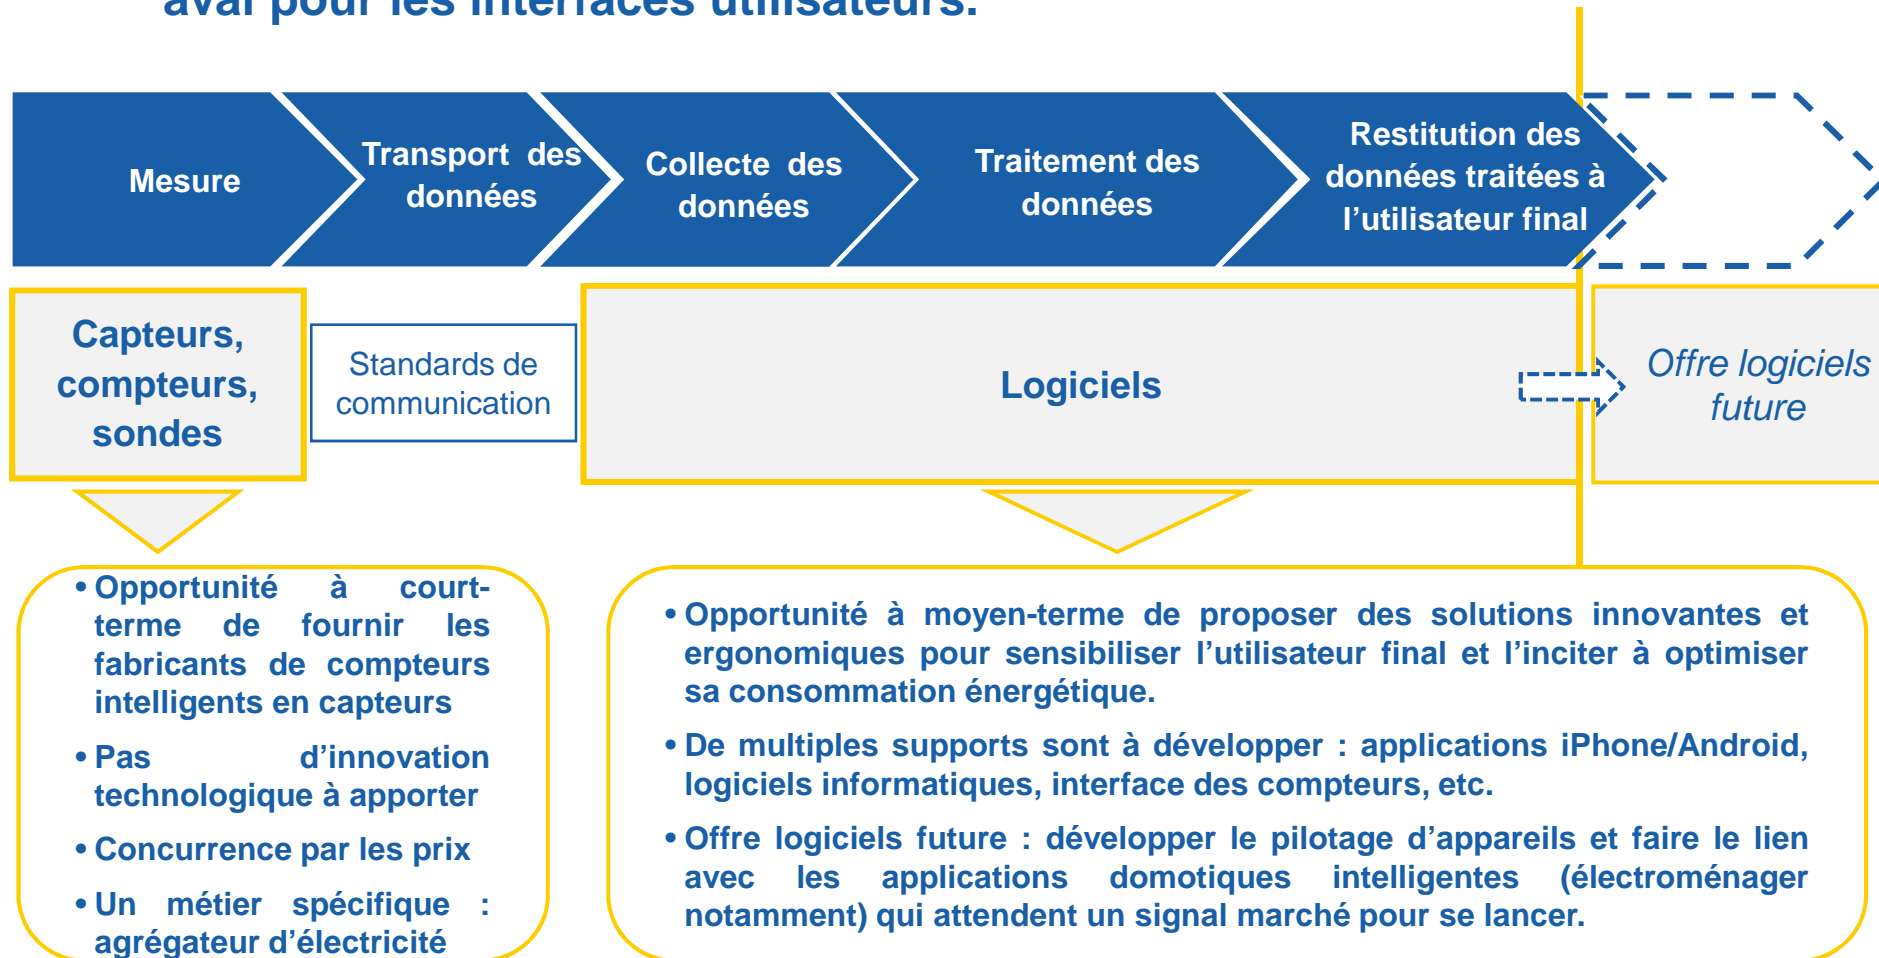 aval pour les interfaces utilisateurs.
Mesure
Transport des
données
Collecte des
données
Traitement des
données
Restitution des
données traitées à
l’utilisateur final
Capteurs,
compteurs,
sondes
Standards de
communication
Logiciels
Offre logiciels
future
• Opportunité à court-
terme de fournir les
fabricants de compteurs
intelligents en capteurs
• Pas d’innovation
technologique à apporter
• Concurrence par les prix
• Un métier spécifique :
agrégateur d’électricité
• Opportunité à moyen-terme de proposer des solutions innovantes et
ergonomiques pour sensibiliser l’utilisateur final et l’inciter à optimiser
sa consommation énergétique.
• De multiples supports sont à développer : applications iPhone/Android,
logiciels informatiques, interface des compteurs, etc.
• Offre logiciels future : développer le pilotage d’appareils et faire le lien
avec les applications domotiques intelligentes (électroménager
notamment) qui attendent un signal marché pour se lancer.